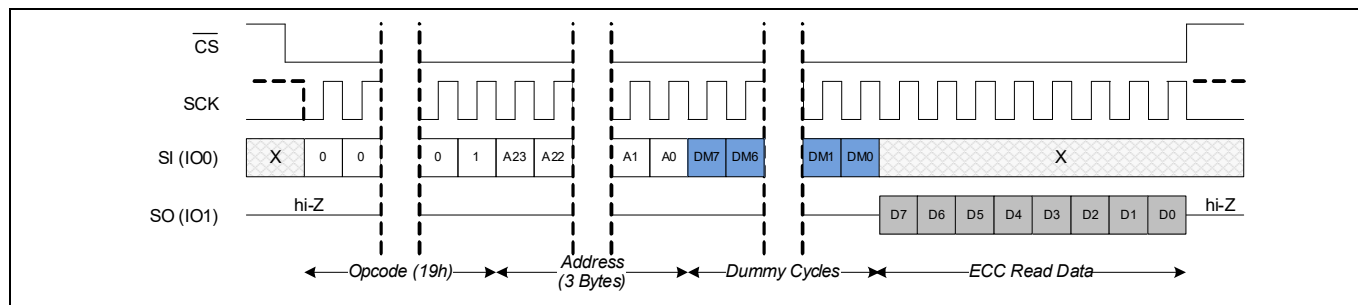 CS
SCK
SI (IO0) X 0 0 0 1 A23 A22 A1 A0 DM7 DM6 DM1 DM0 X
hi-Z
SO (IO1) D7 D6 D5 D4 D3 D2 D1 D0 hi-Z
Opcode (19h) Address Dummy Cycles ECC Read Data
(3 Bytes)